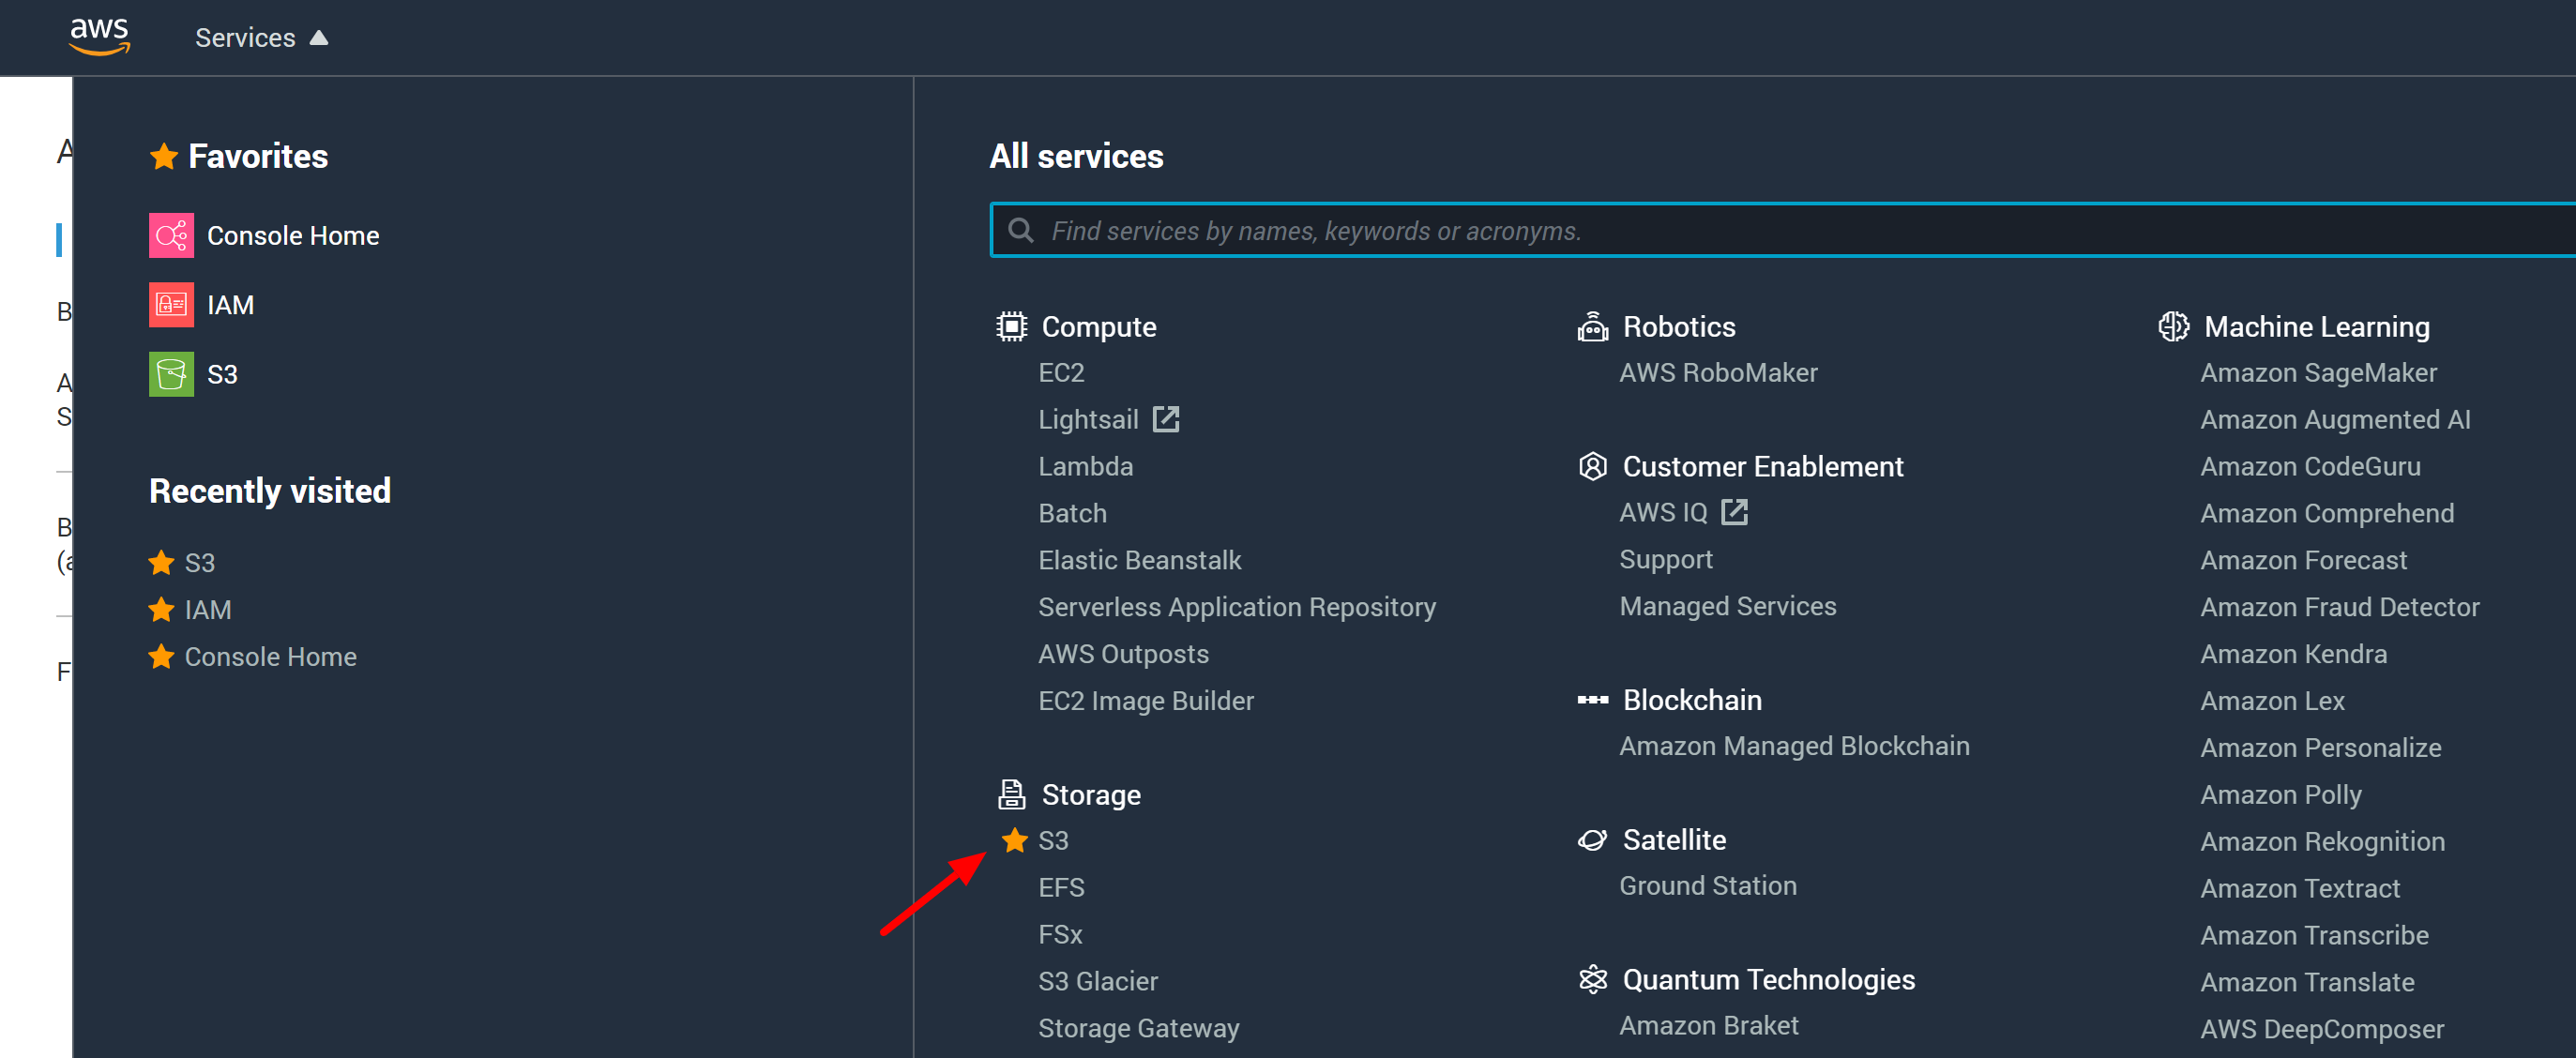 aws
Services
Favorites
Console Home
IAM
S3
Recently visited
S3
IAM
Console Home
All services
Find services by names, keywords or acronyms.
Compute
EC2
Lightsail
Lambda
Batch
Elastic Beanstalk
Serverless Application Repository
AWS Outposts
EC2 Image Builder
Storage
S3
EFS
FSx
S3 Glacier
Storage Gateway
Robotics
AWS RoboMaker
Customer Enablement
AWS IQ
Support
Managed Services
Blockchain
Amazon Managed Blockchain
Satellite
Ground Station
Quantum Technologies
Amazon Braket
Machine Learning
Amazon SageMaker
Amazon Augmented AI
Amazon CodeGuru
Amazon Comprehend
Amazon Forecast
Amazon Fraud Detector
Amazon Kendra
Amazon Lex
Amazon Personalize
Amazon Polly
Amazon Rekognition
Amazon Textract
Amazon Transcribe
Amazon Translate
AWS DeepComposer